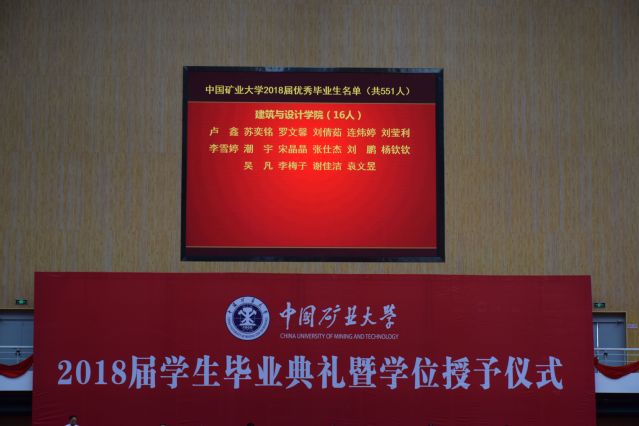 中国矿业大学2018届优秀毕业生名单（共551人）
建筑与设计学院（16人）
卢　鑫 苏奕铭 罗文馨 刘倩茹 连炜婷 刘莹利
李雪婷 潮　宇 宋晶晶 张仕杰 刘　鹏 杨钦钦
吴　凡 李梅子 谢佳洁 袁义昱
中国矿业大学
CHINA UNIVERSITY OF MINING AND TECHNOLOGY
2018届学生毕业典礼暨学位授予仪式